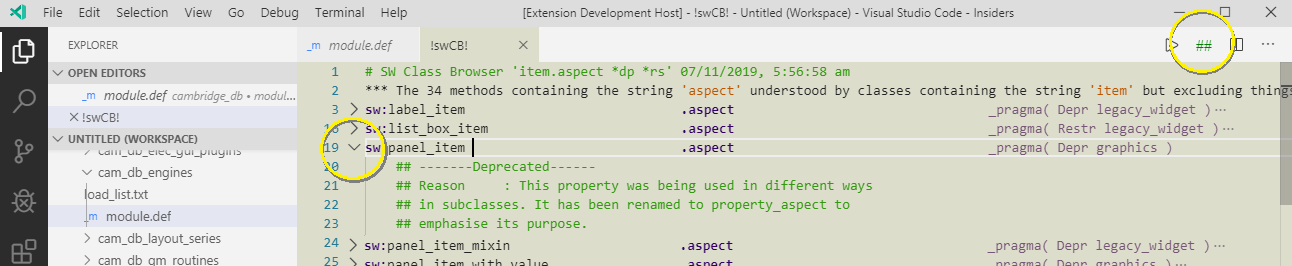 File Edit Selection View Go Debug Terminal Help [Extension Development Host] - !swCB! - Untitled (Workspace) - Visual Studio Code - Insiders
EXPLORER
_m module.def !swCB! ##
OPEN EDITORS
_m module.def cambridge_db • modul...
!swCB!
UNTITLED (WORKSPACE)
cam_db_elec_gui_plugins
cam_db_engines
load_list.txt
_m module.def
cam_db_layout_series
cam_db_qm_routines
1 # SW Class Browser 'item.aspect *dp *rs' 07/11/2019, 5:56:58 am
2 *** The 34 methods containing the string 'aspect' understood by classes containing the string 'item' but excluding things
3 sw:label_item .aspect _pragma( Depr legacy_widget ) ...
16 sw:list_box_item .aspect _pragma( Restr legacy_widget ) ...
19 sw:panel_item .aspect _pragma( Depr graphics )
20 ## -------Deprecated------
21 ## Reason : This property was being used in different ways
22 ## in subclasses. It has been renamed to property_aspect to
23 ## emphasise its purpose.
24 sw:panel_item_mixin .aspect _pragma( Depr legacy_widget ) ...
25 sw:panel_item_with_value .aspect _pragma( Depr graphics ) ...